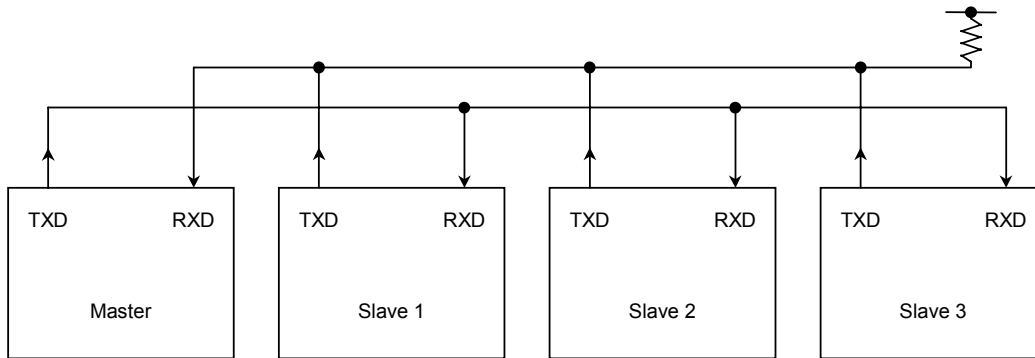 TXD RXD TXD RXD TXD RXD TXD RXD
Master Slave 1 Slave 2 Slave 3